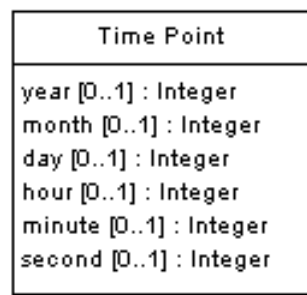 Time Point
year [0..1] : Integer
month [0..1] : Integer
day [0..1] : Integer
hour [0..1] : Integer
minute [0..1] : Integer
second [0..1] : Integer